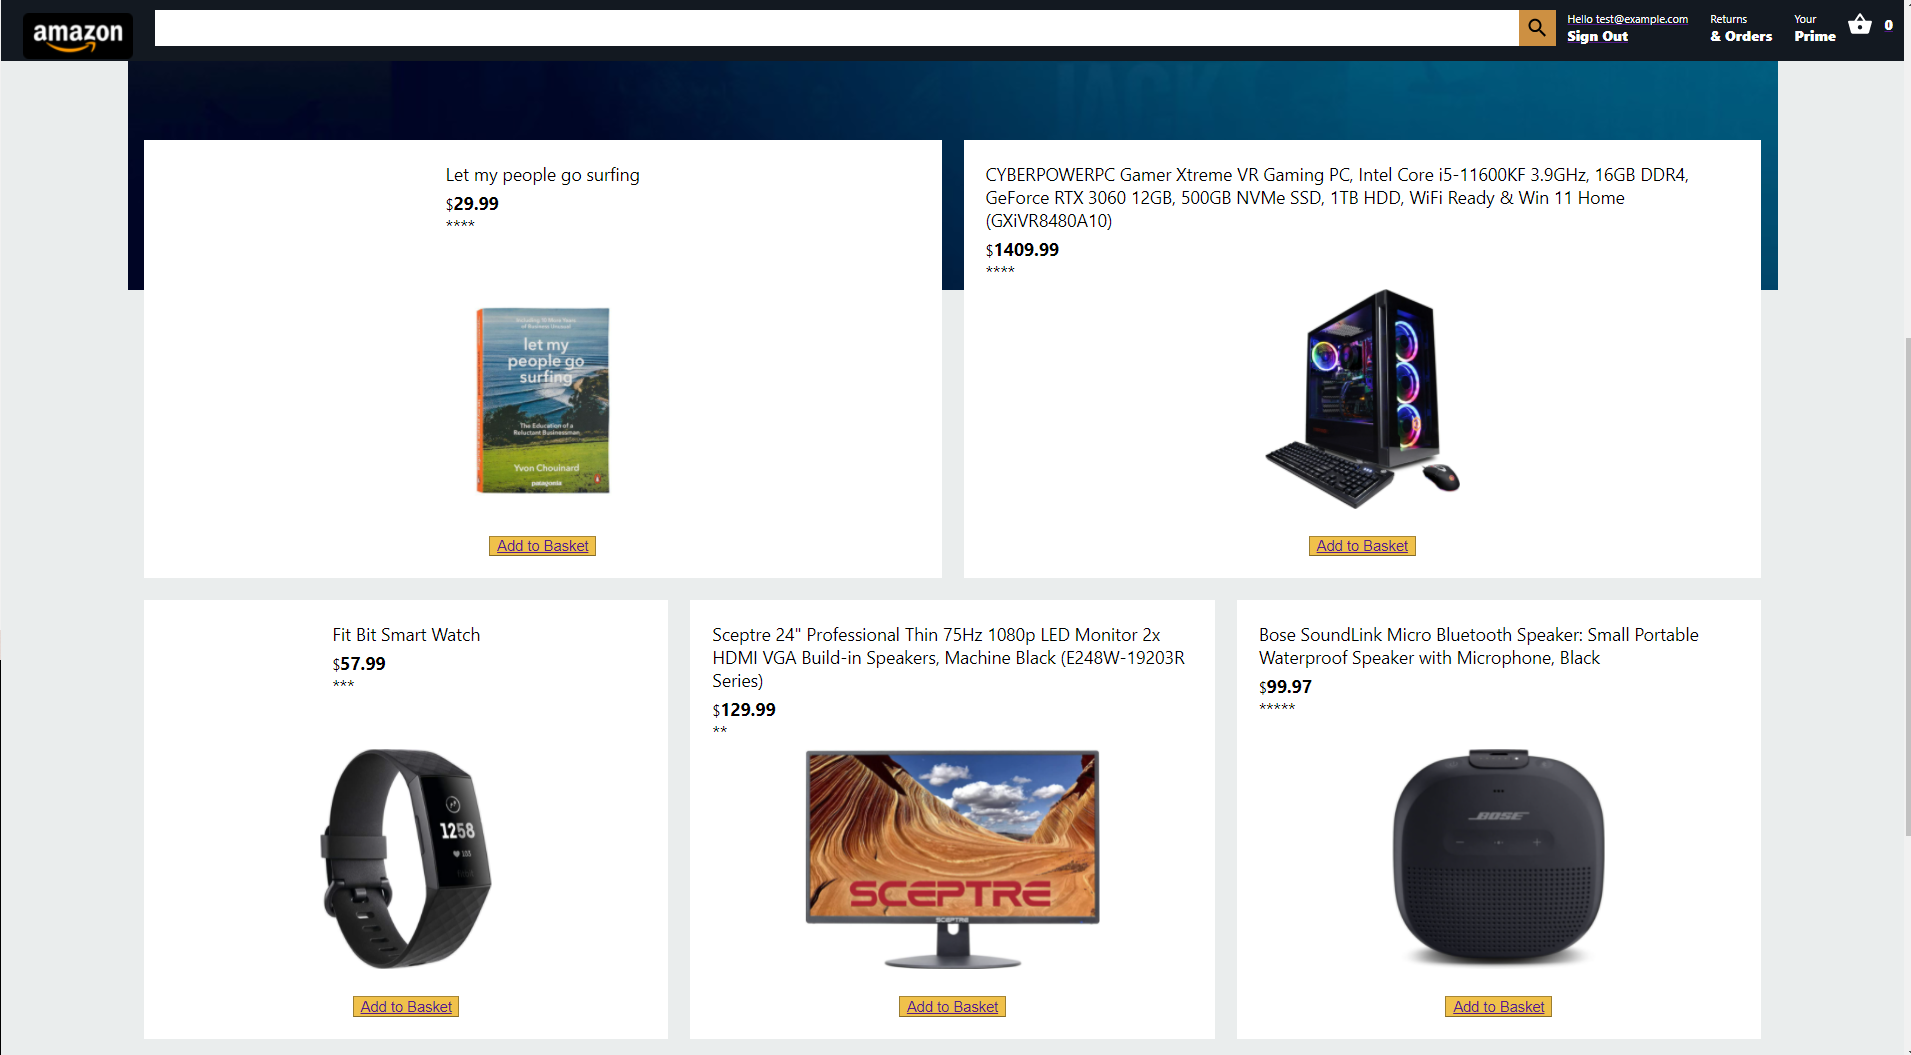 amazon
Hello test@example.com
Sign Out
Returns
& Orders
Your
Prime
0
JACK
Let my people go surfing
$29.99
****
let my
people go
surfing
The Education of a
Reluctant Businessman
Yvon Chouinard
patagonia
Add to Basket
CYBERPOWERPC Gamer Xtreme VR Gaming PC, Intel Core i5-11600KF 3.9GHz, 16GB DDR4,
GeForce RTX 3060 12GB, 500GB NVMe SSD, 1TB HDD, WiFi Ready & Win 11 Home
(GXiVR8480A10)
$1409.99
****
Add to Basket
Fit Bit Smart Watch
$57.99
***
1258
Add to Basket
Sceptre 24" Professional Thin 75Hz 1080p LED Monitor 2x
HDMI VGA Build-in Speakers, Machine Black (E248W-19203R
Series)
$129.99
**
SCEPTRE
SCEPTRE
Add to Basket
Bose SoundLink Micro Bluetooth Speaker: Small Portable
Waterproof Speaker with Microphone, Black
$99.97
*****
BOSE
Add to Basket